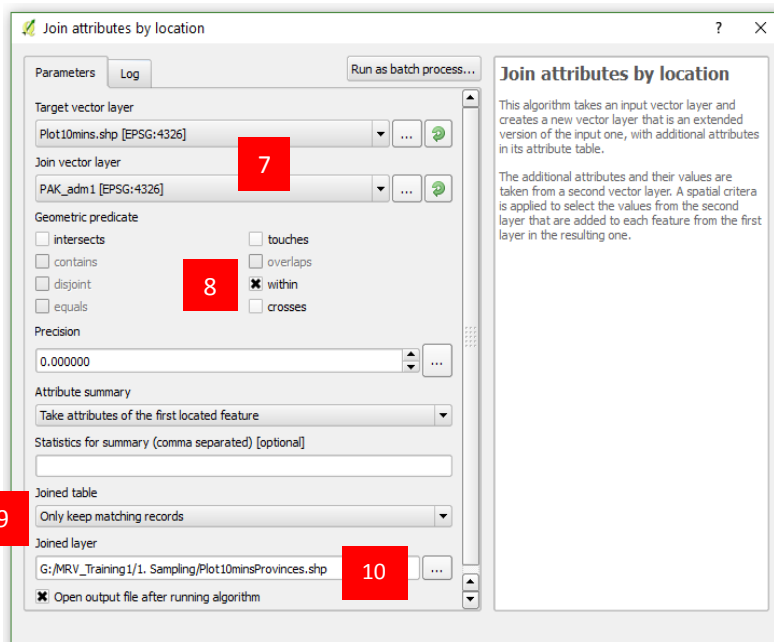 Join attributes by location
?
X
Parameters
Log
Run as batch process...
Target vector layer
Plot10mins.shp [EPSG:4326]
...
7
Join vector layer
PAK_adm1 [EPSG:4326]
...
Geometric predicate
intersects
touches
contains
overlaps
disjoint
8
within
equals
crosses
Precision
0.000000
...
Attribute summary
Take attributes of the first located feature
Statistics for summary (comma separated) [optional]
Joined table
9
Only keep matching records
Joined layer
G:/MRV_Training1/1. Sampling/Plot10minsProvinces.shp
10
...
Open output file after running algorithm
Join attributes by location
This algorithm takes an input vector layer and
creates a new vector layer that is an extended
version of the input one, with additional attributes
in its attribute table.
The additional attributes and their values are
taken from a second vector layer. A spatial critera
is applied to select the values from the second
layer that are added to each feature from the first
layer in the resulting one.